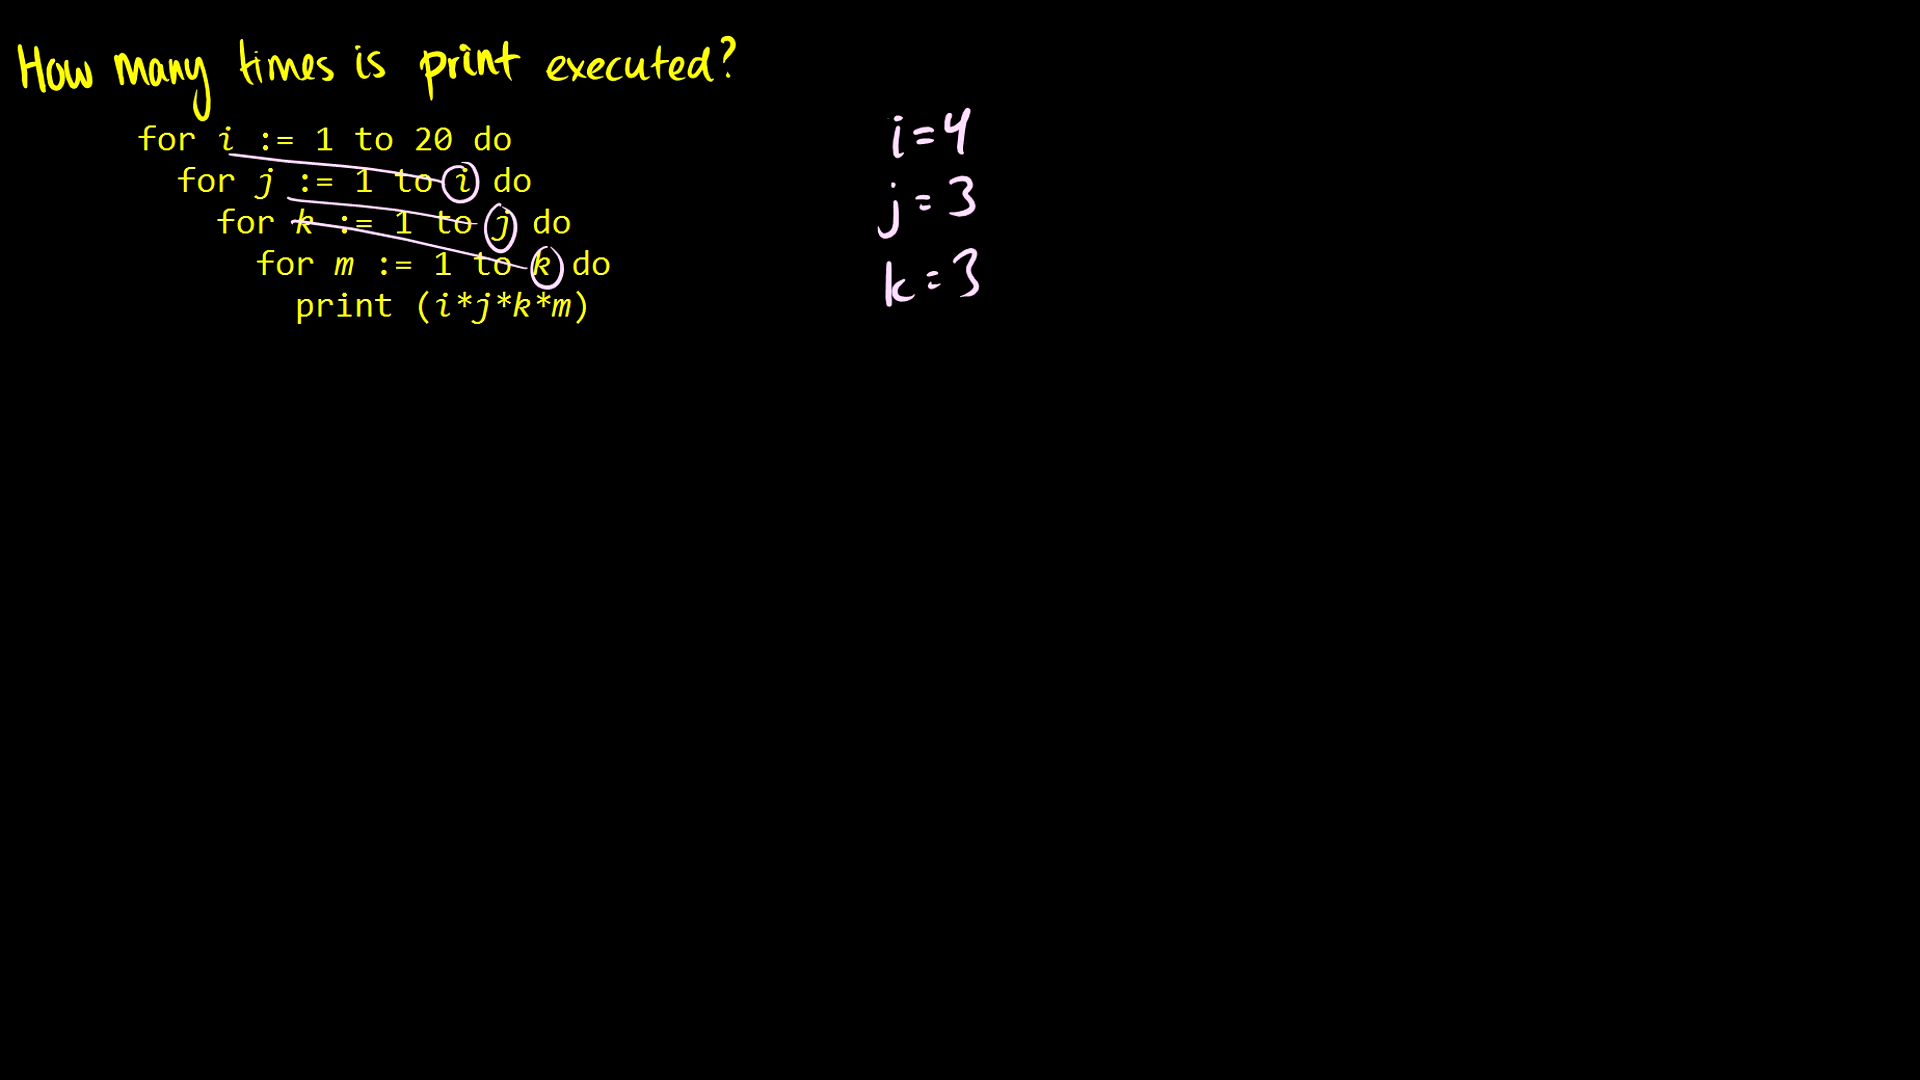 How many times is print executed?
for i := 1 to 20 do
for j := 1 to i do
for k := 1 to j do
for m := 1 to k do
print (i*j*k*m)
i=4
j=3
k=3